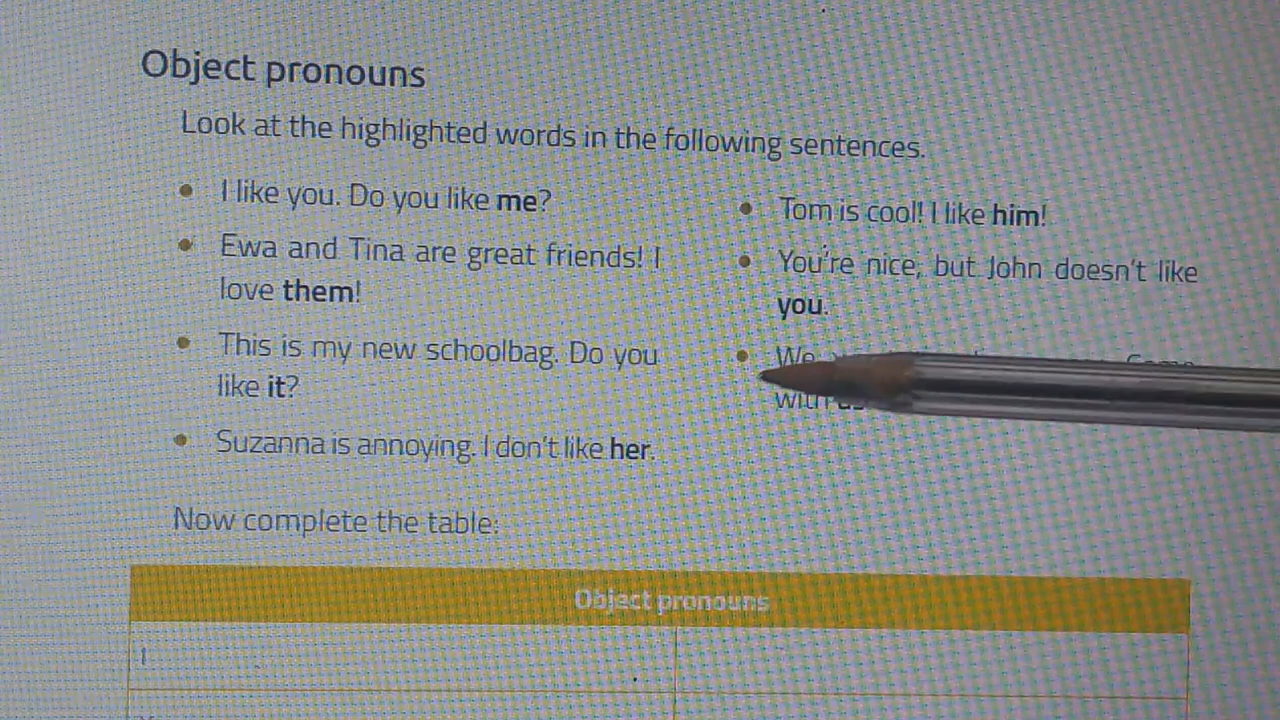 Object pronouns
Look at the highlighted words in the following sentences.
I like you. Do you like me?
Ewa and Tina are great friends! I
love them!
This is my new schoolbag. Do you
like it?
Suzanna is annoying. I don't like her.
Tom is cool! I like him!
You're nice, but John doesn't like
you.
We
with us
Now complete the table:
Object pronouns
I